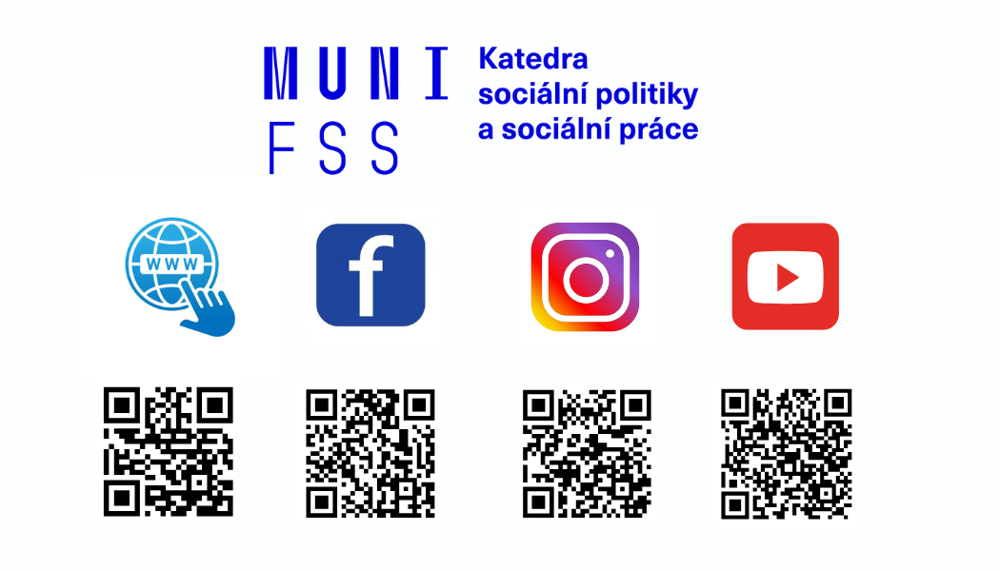 MUNI
FSS
Katedra
sociální politiky
a sociální práce
WWW